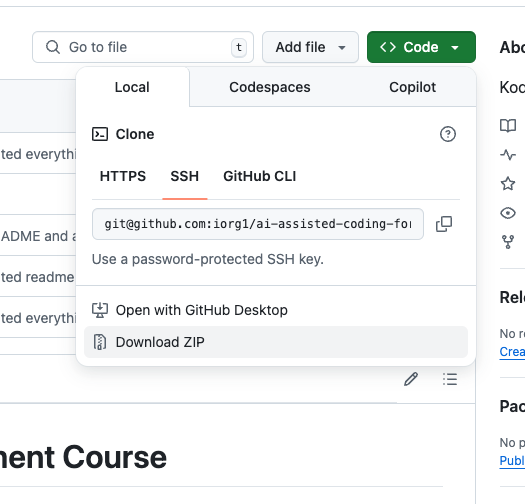 Go to file
t
Add file
Code
Abo
Local
Codespaces
Copilot
Kod
Clone
HTTPS
SSH
GitHub CLI
ted everythi
git@github.com:iorg1/ai-assisted-coding-for
ADME and a
Use a password-protected SSH key.
ted readme
Rel
Open with GitHub Desktop
ted everythi
No r
Download ZIP
Crea
Pac
No p
nent Course
Publ